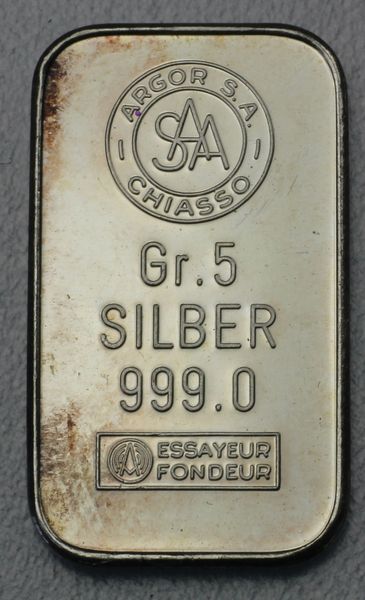 ARGOR S.A.
SAA
CHIASSO
Gr.5
SILBER
999.0
ESSAYEUR
FONDEUR